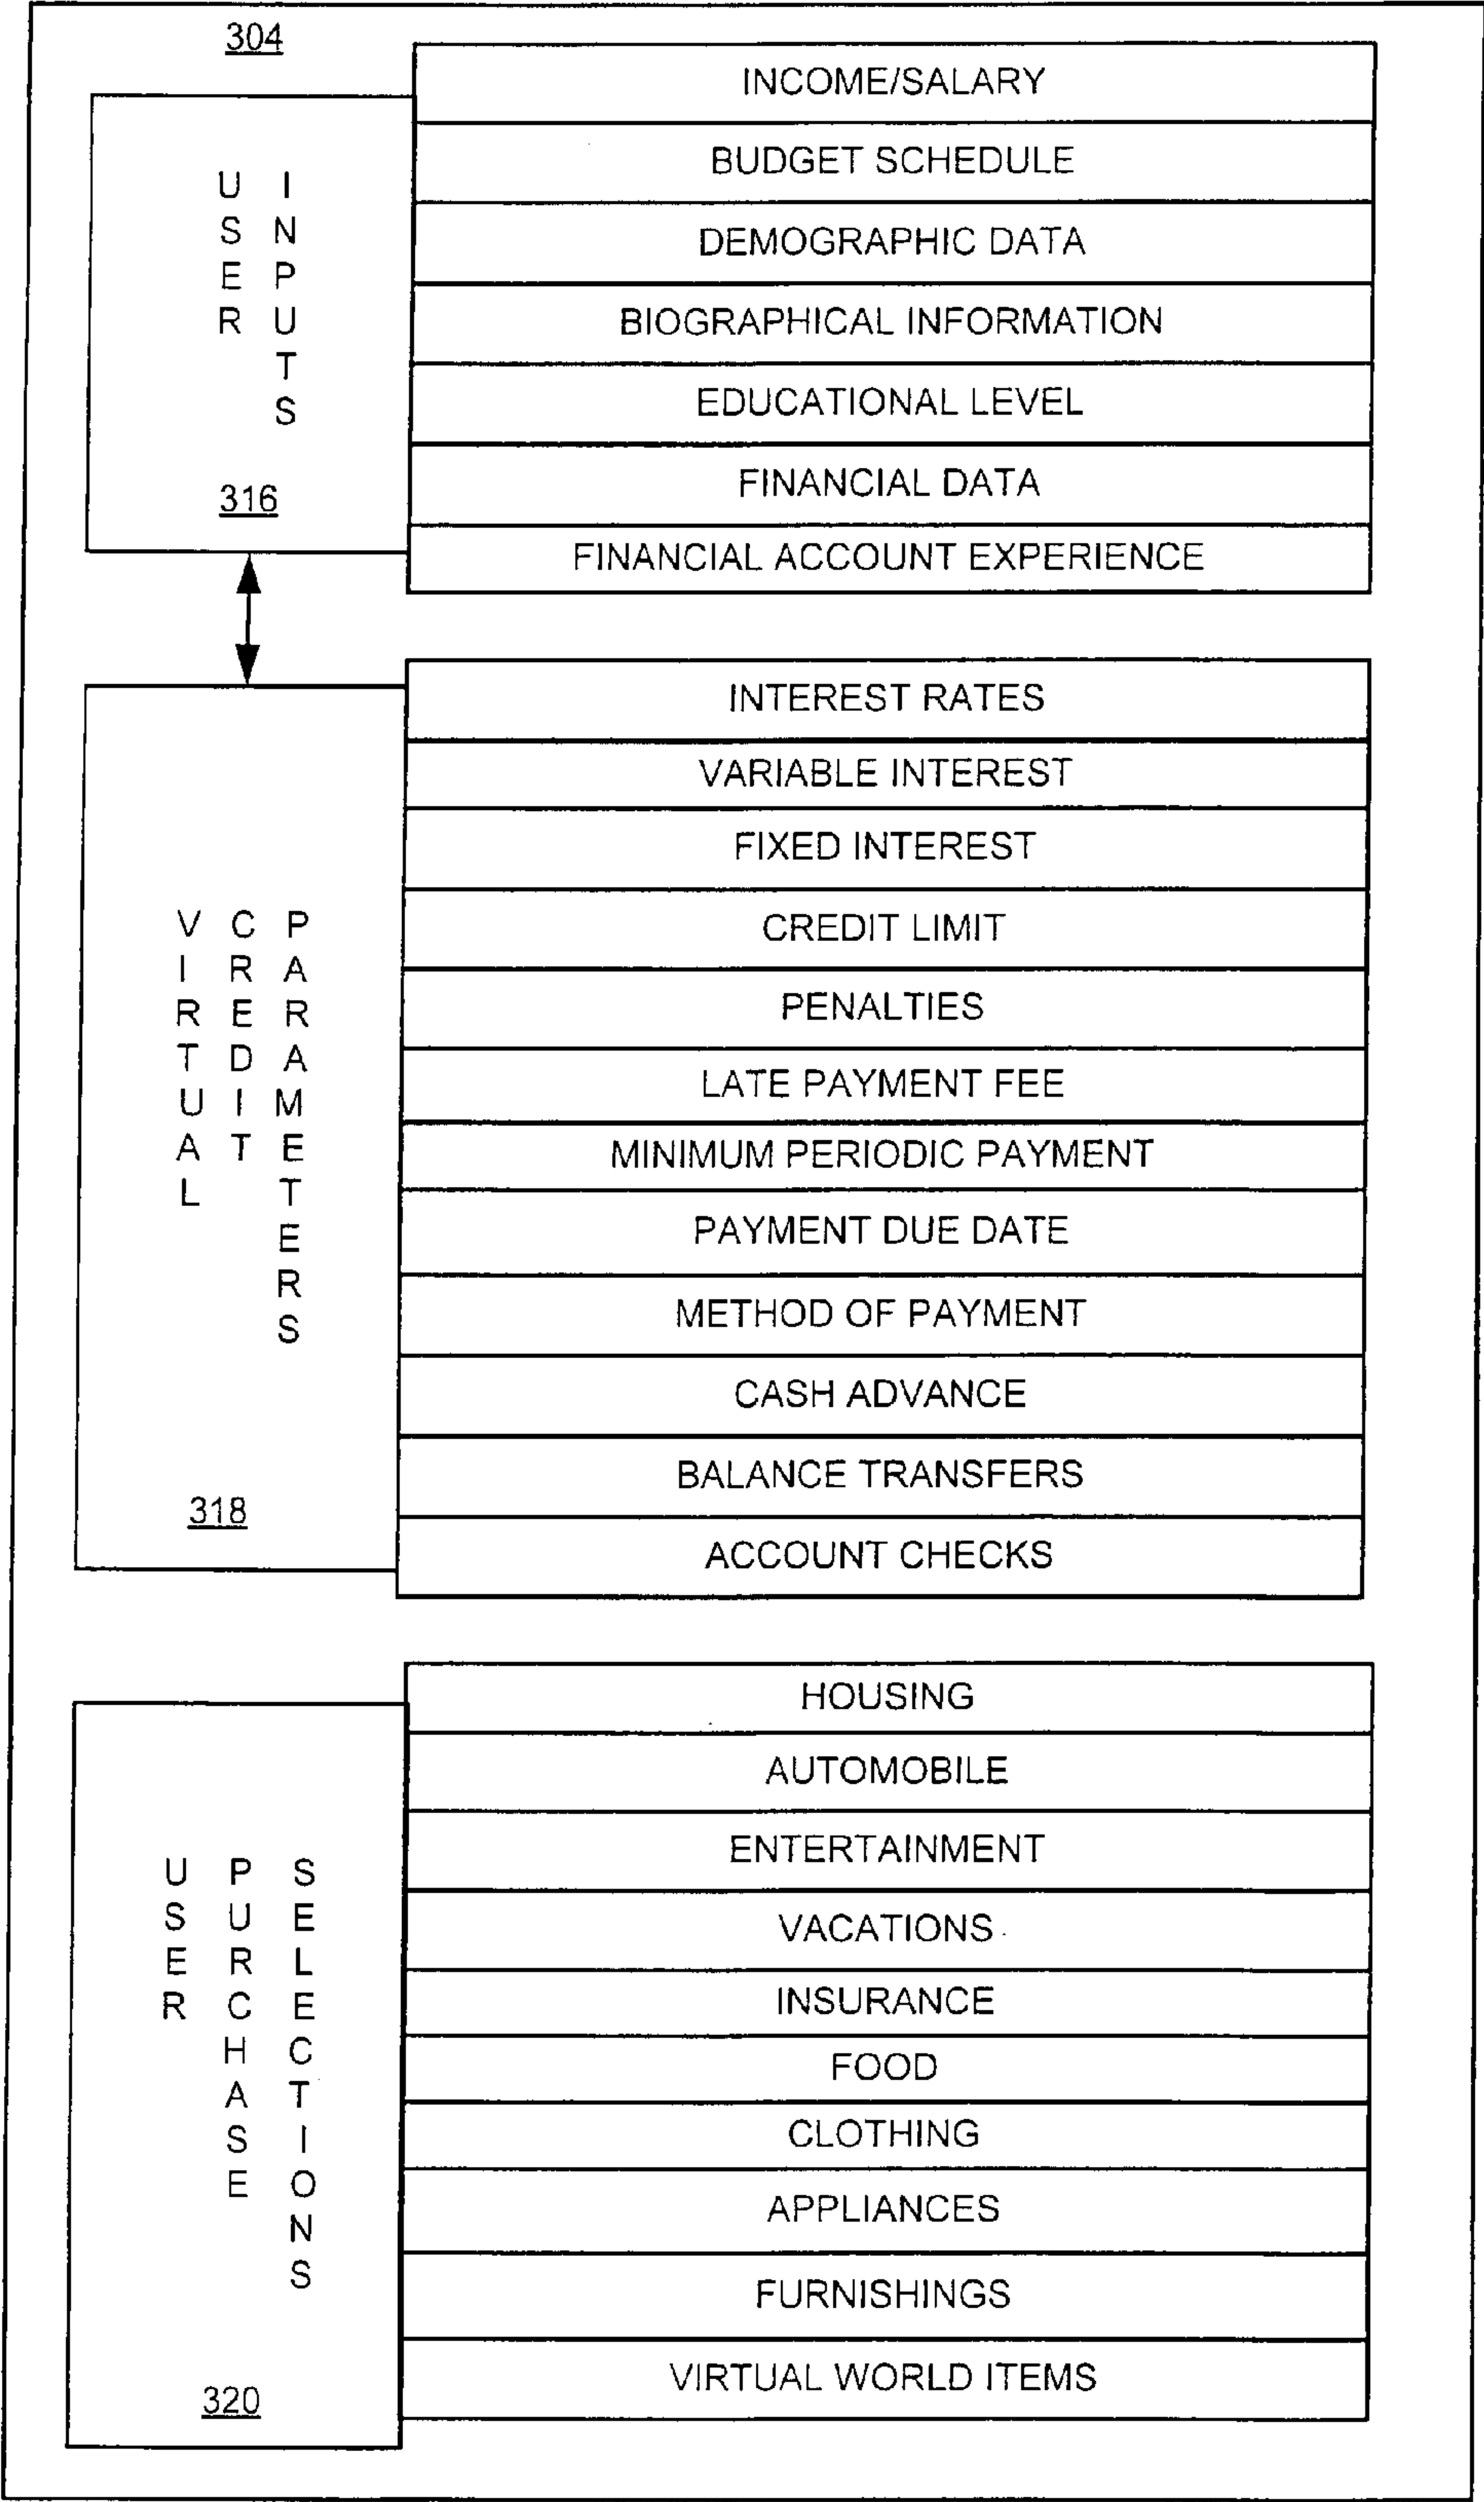 304
USER
INPUTS
316
INCOME/SALARY
BUDGET SCHEDULE
DEMOGRAPHIC DATA
BIOGRAPHICAL INFORMATION
EDUCATIONAL LEVEL
FINANCIAL DATA
FINANCIAL ACCOUNT EXPERIENCE
VIRTUAL
CREDIT
PARAMETERS
318
INTEREST RATES
VARIABLE INTEREST
FIXED INTEREST
CREDIT LIMIT
PENALTIES
LATE PAYMENT FEE
MINIMUM PERIODIC PAYMENT
PAYMENT DUE DATE
METHOD OF PAYMENT
CASH ADVANCE
BALANCE TRANSFERS
ACCOUNT CHECKS
USER
PURCHASE
SELECTIONS
320
HOUSING
AUTOMOBILE
ENTERTAINMENT
VACATIONS
INSURANCE
FOOD
CLOTHING
APPLIANCES
FURNISHINGS
VIRTUAL WORLD ITEMS